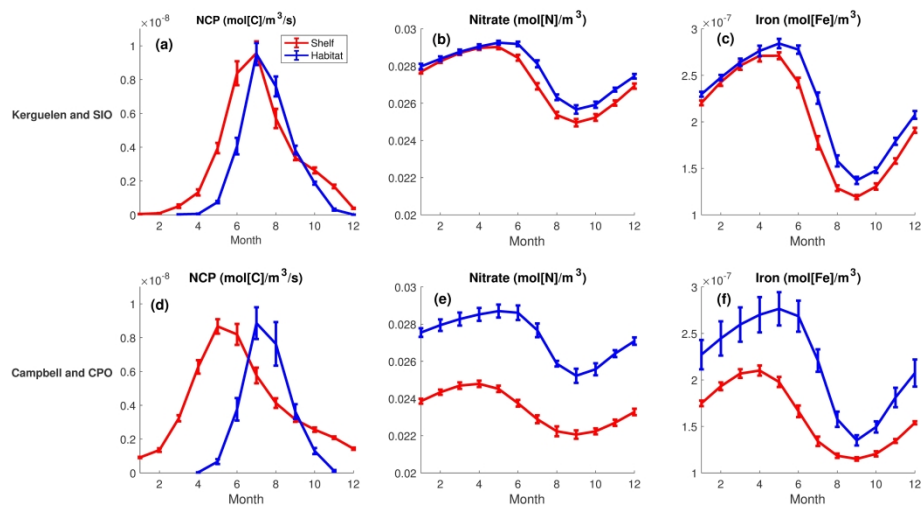 ×10⁻⁸ NCP (mol[C]/m³/s)
(a)
Shelf
Habitat
1
0.8
0.6
0.4
0.2
0
2 4 6 8 10 12
Month
Nitrate (mol[N]/m³)
(b)
0.03
0.028
0.026
0.024
0.022
0.02
2 4 6 8 10 12
Month
×10⁻⁷ Iron (mol[Fe]/m³)
(c)
3
2.5
2
1.5
1
2 4 6 8 10 12
Month
Kerguelen and SIO
×10⁻⁸ NCP (mol[C]/m³/s)
(d)
1
0.8
0.6
0.4
0.2
0
2 4 6 8 10 12
Month
Nitrate (mol[N]/m³)
(e)
0.03
0.028
0.026
0.024
0.022
0.02
2 4 6 8 10 12
Month
×10⁻⁷ Iron (mol[Fe]/m³)
(f)
3
2.5
2
1.5
1
2 4 6 8 10 12
Month
Campbell and CPO